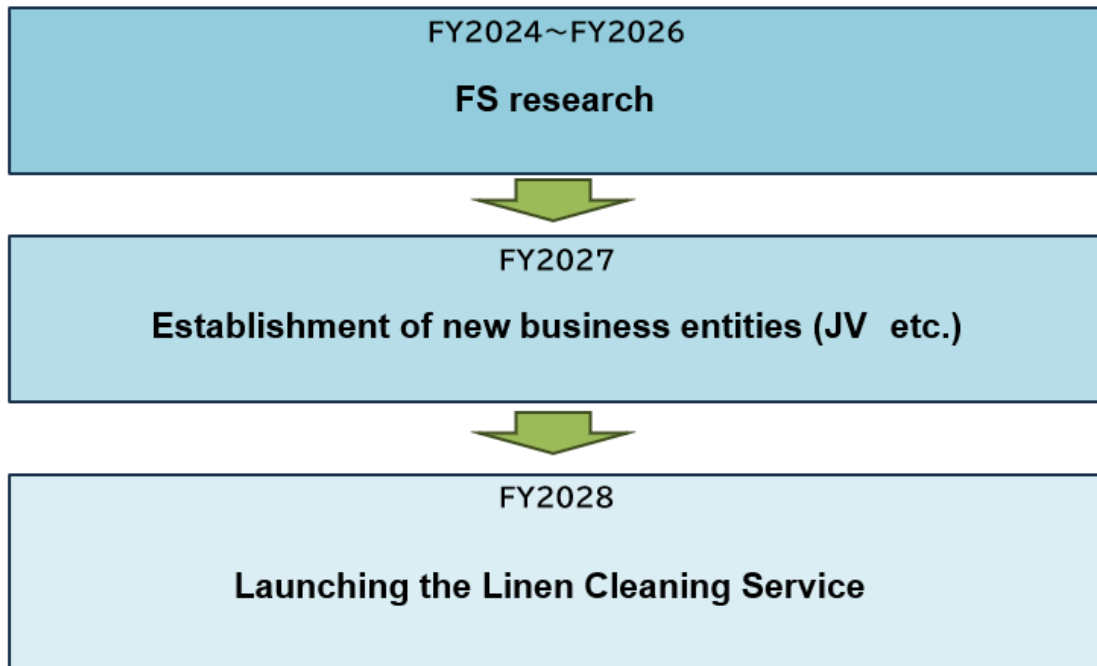 FY2024～FY2026
FS research
FY2027
Establishment of new business entities (JV  etc.)
FY2028
Launching the Linen Cleaning Service